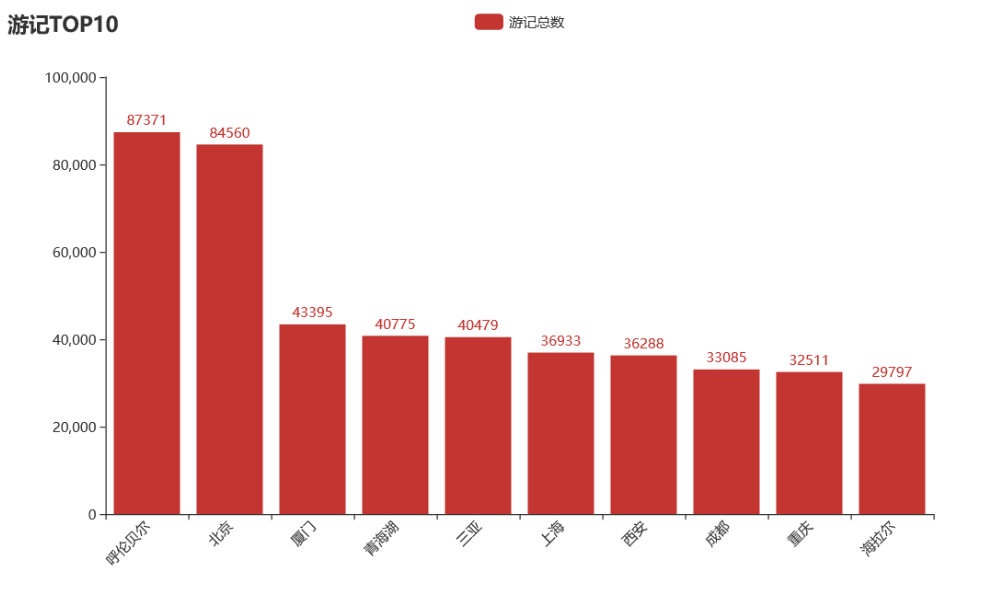 游记TOP10
游记总数
100,000
80,000
60,000
40,000
20,000
0
87371
84560
43395
40775
40479
36933
36288
33085
32511
29797
呼伦贝尔
北京
厦门
青海湖
三亚
上海
西安
成都
重庆
海拉尔